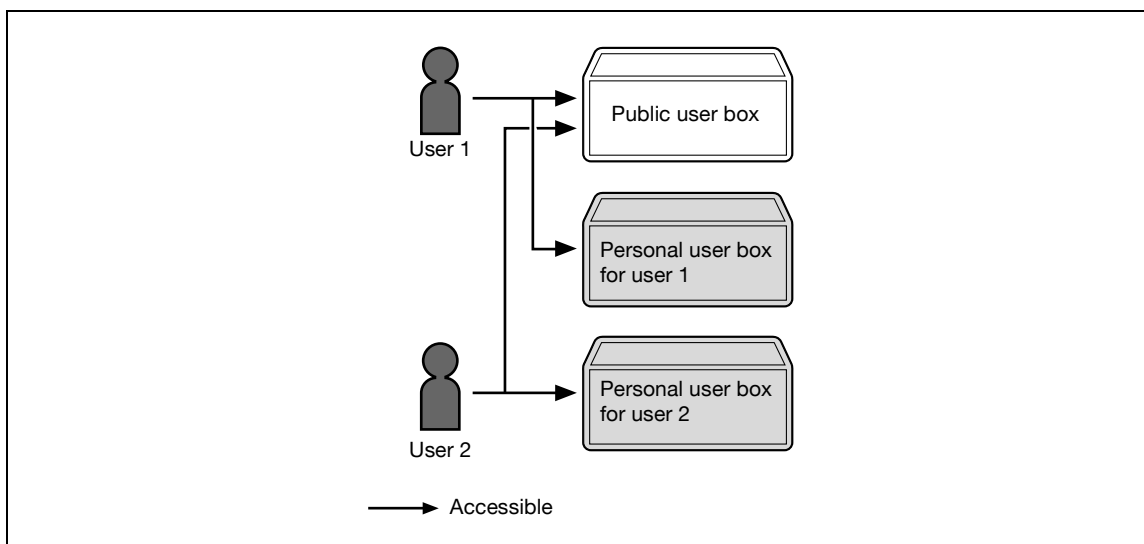 Public user box
User 1
Personal user box
for user 1
Personal user box
for user 2
User 2
Accessible